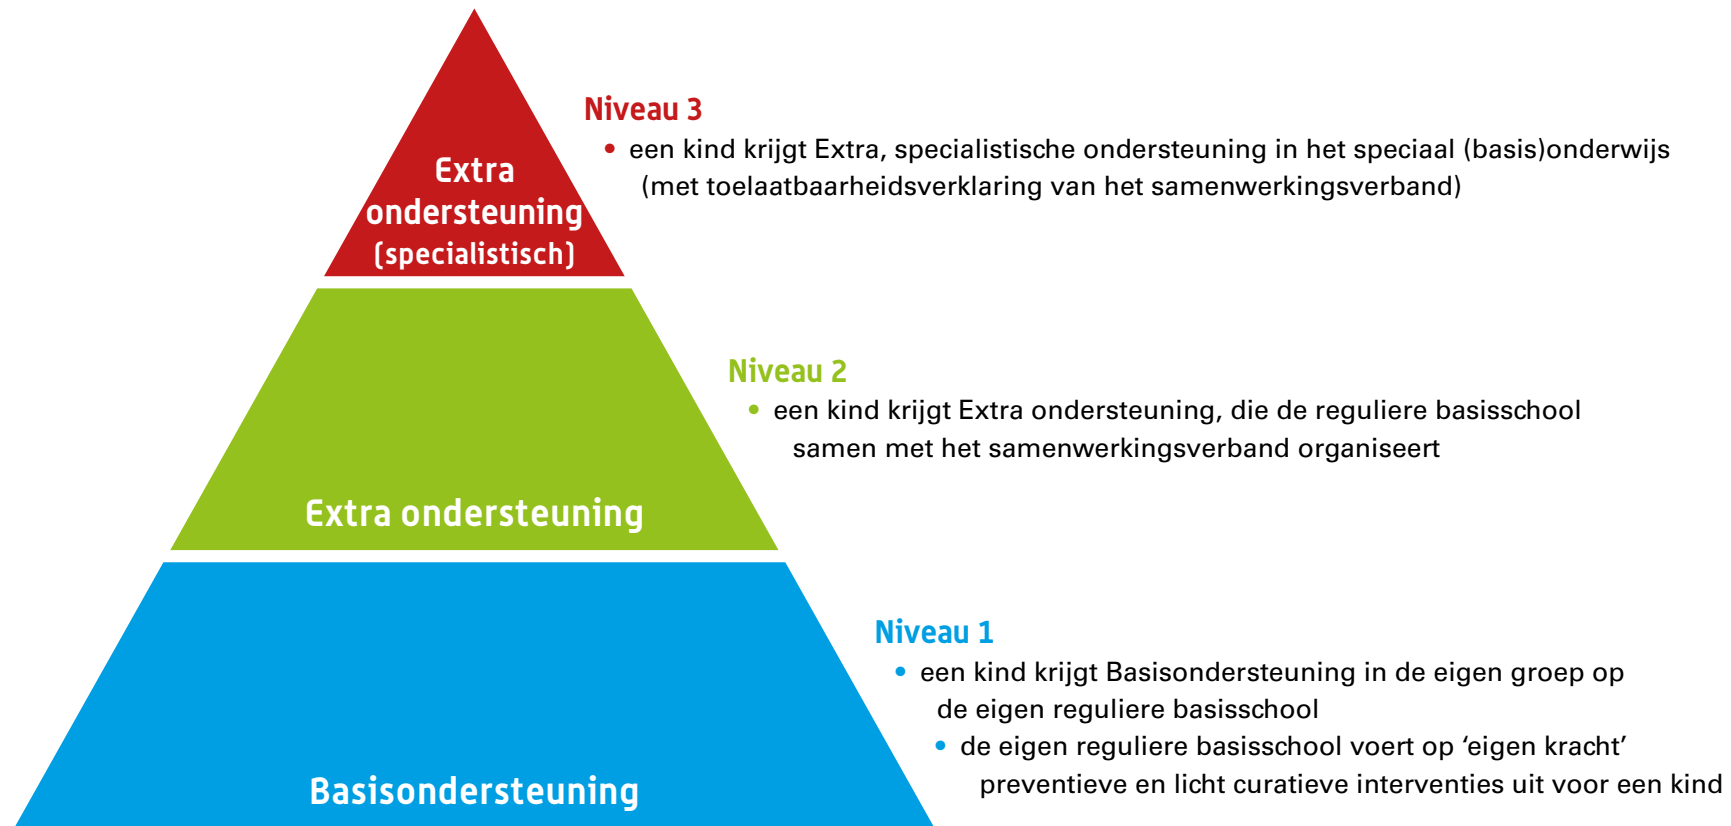 Niveau 3
• een kind krijgt Extra, specialistische ondersteuning in het speciaal (basis)onderwijs
(met toelaatbaarheidsverklaring van het samenwerkingsverband)
Extra
ondersteuning
(specialistisch)
Niveau 2
• een kind krijgt Extra ondersteuning, die de reguliere basisschool
samen met het samenwerkingsverband organiseert
Extra ondersteuning
Niveau 1
• een kind krijgt Basisondersteuning in de eigen groep op
de eigen reguliere basisschool
• de eigen reguliere basisschool voert op ‘eigen kracht’
preventieve en licht curatieve interventies uit voor een kind
Basisondersteuning